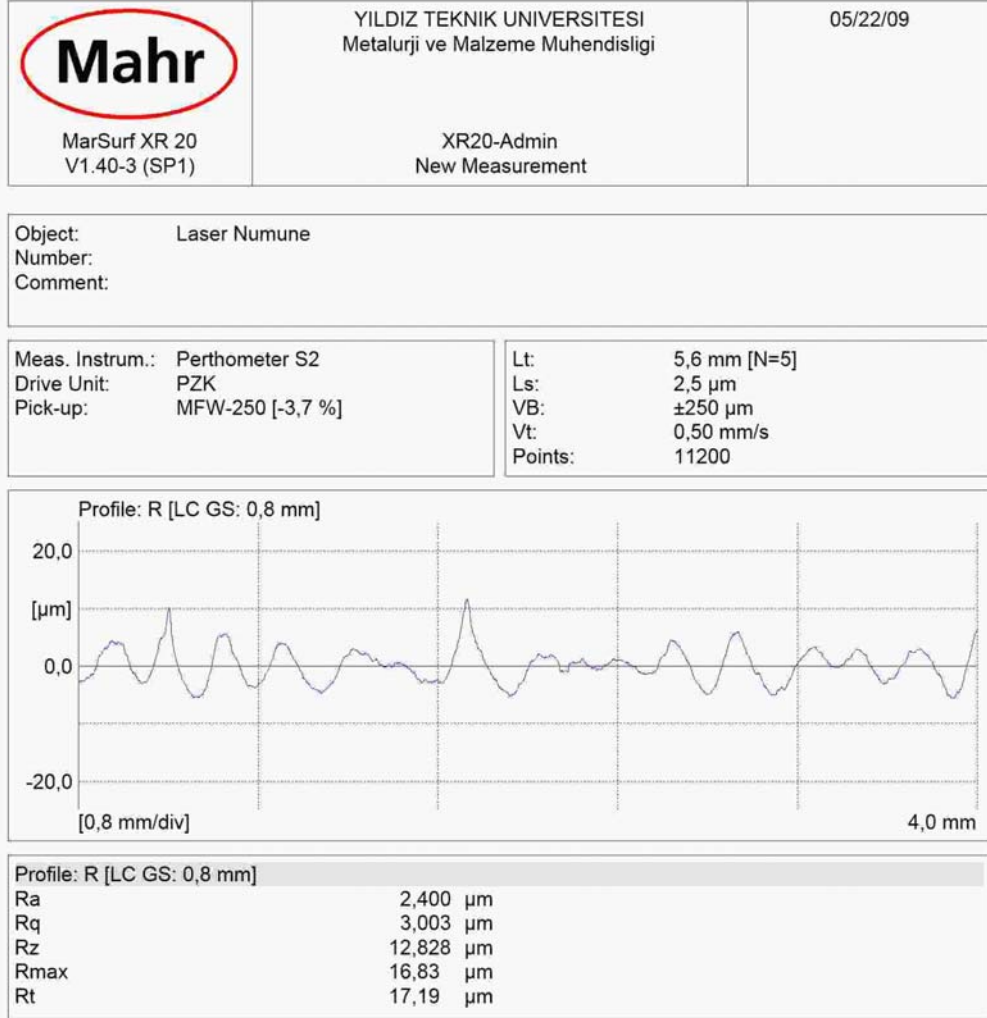 Mahr
MarSurf XR 20
V1.40-3 (SP1)
YILDIZ TEKNIK UNIVERSITESI
Metalurji ve Malzeme Muhendisligi
XR20-Admin
New Measurement
05/22/09
Object: Laser Numune
Number:
Comment:
Meas. Instrum.: Perthometer S2
Drive Unit: PZK
Pick-up: MFW-250 [-3,7 %]
Lt: 5,6 mm [N=5]
Ls: 2,5 µm
VB: ±250 µm
Vt: 0,50 mm/s
Points: 11200
Profile: R [LC GS: 0,8 mm]
20,0
[µm]
0,0
-20,0
[0,8 mm/div] 4,0 mm
Profile: R [LC GS: 0,8 mm]
Ra 2,400 µm
Rq 3,003 µm
Rz 12,828 µm
Rmax 16,83 µm
Rt 17,19 µm